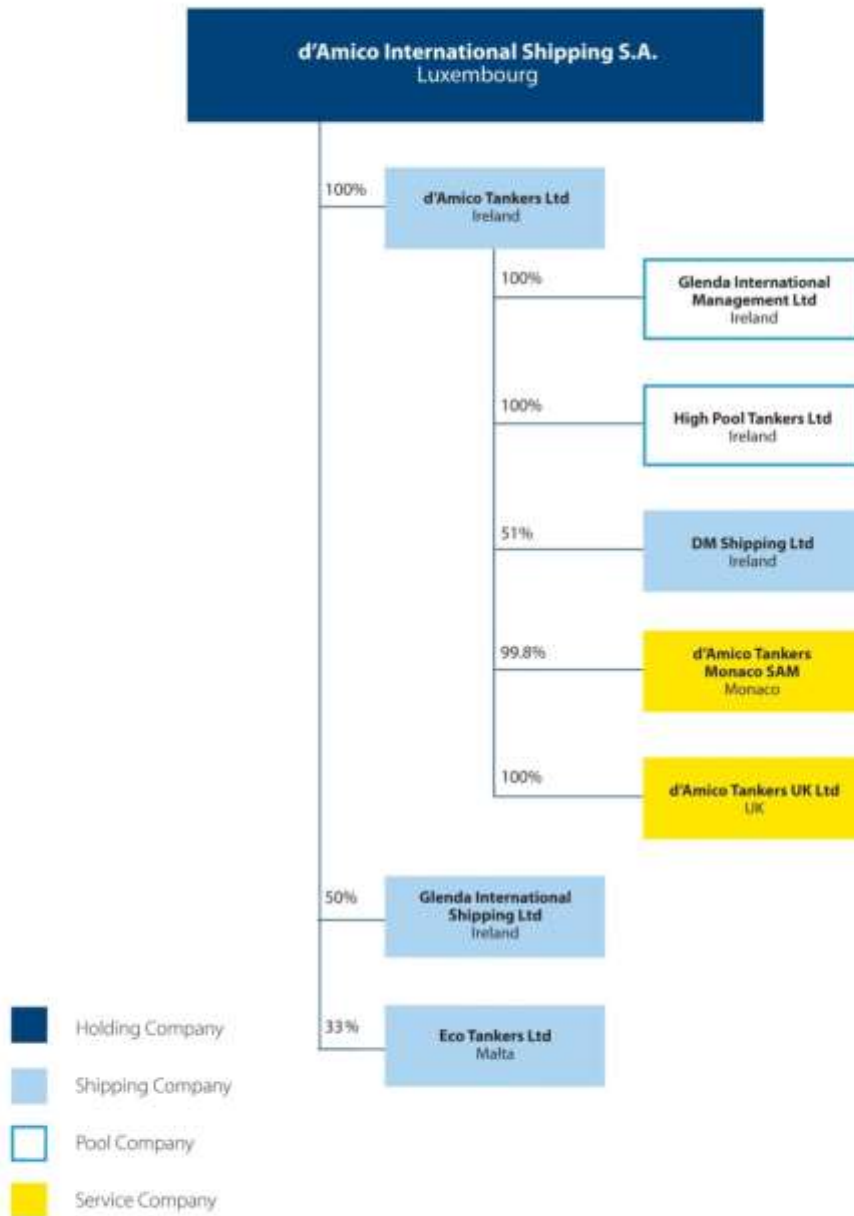 d'Amico International Shipping S.A.
Luxembourg
100%
d'Amico Tankers Ltd
Ireland
100%
Glenda International
Management Ltd
Ireland
100%
High Pool Tankers Ltd
Ireland
51%
DM Shipping Ltd
Ireland
99.8%
d'Amico Tankers
Monaco SAM
Monaco
100%
d'Amico Tankers UK Ltd
UK
50%
Glenda International
Shipping Ltd
Ireland
33%
Eco Tankers Ltd
Malta
Holding Company
Shipping Company
Pool Company
Service Company